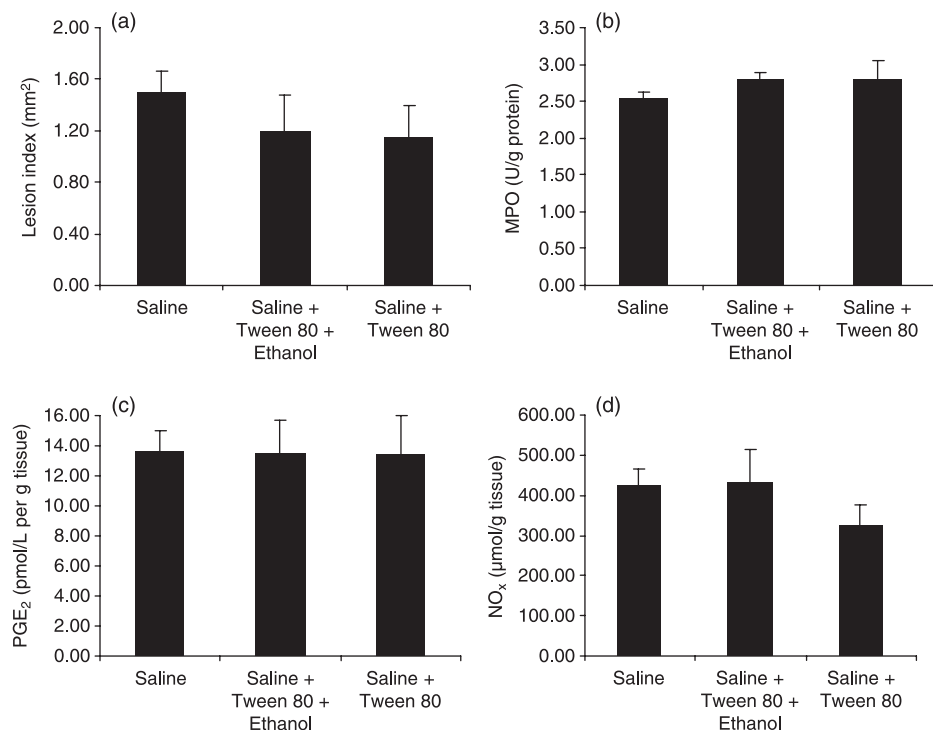 (a)
Lesion index (mm²)
2.00
1.60
1.20
0.80
0.40
0.00
Saline
Saline +
Tween 80 +
Ethanol
Saline +
Tween 80
(b)
MPO (U/g protein)
3.50
3.00
2.50
2.00
1.50
1.00
0.50
0.00
Saline
Saline +
Tween 80 +
Ethanol
Saline +
Tween 80
(c)
PGE₂ (pmol/L per g tissue)
16.00
14.00
12.00
10.00
8.00
6.00
4.00
2.00
0.00
Saline
Saline +
Tween 80 +
Ethanol
Saline +
Tween 80
(d)
NOₓ (µmol/g tissue)
600.00
500.00
400.00
300.00
200.00
100.00
00.00
Saline
Saline +
Tween 80 +
Ethanol
Saline +
Tween 80